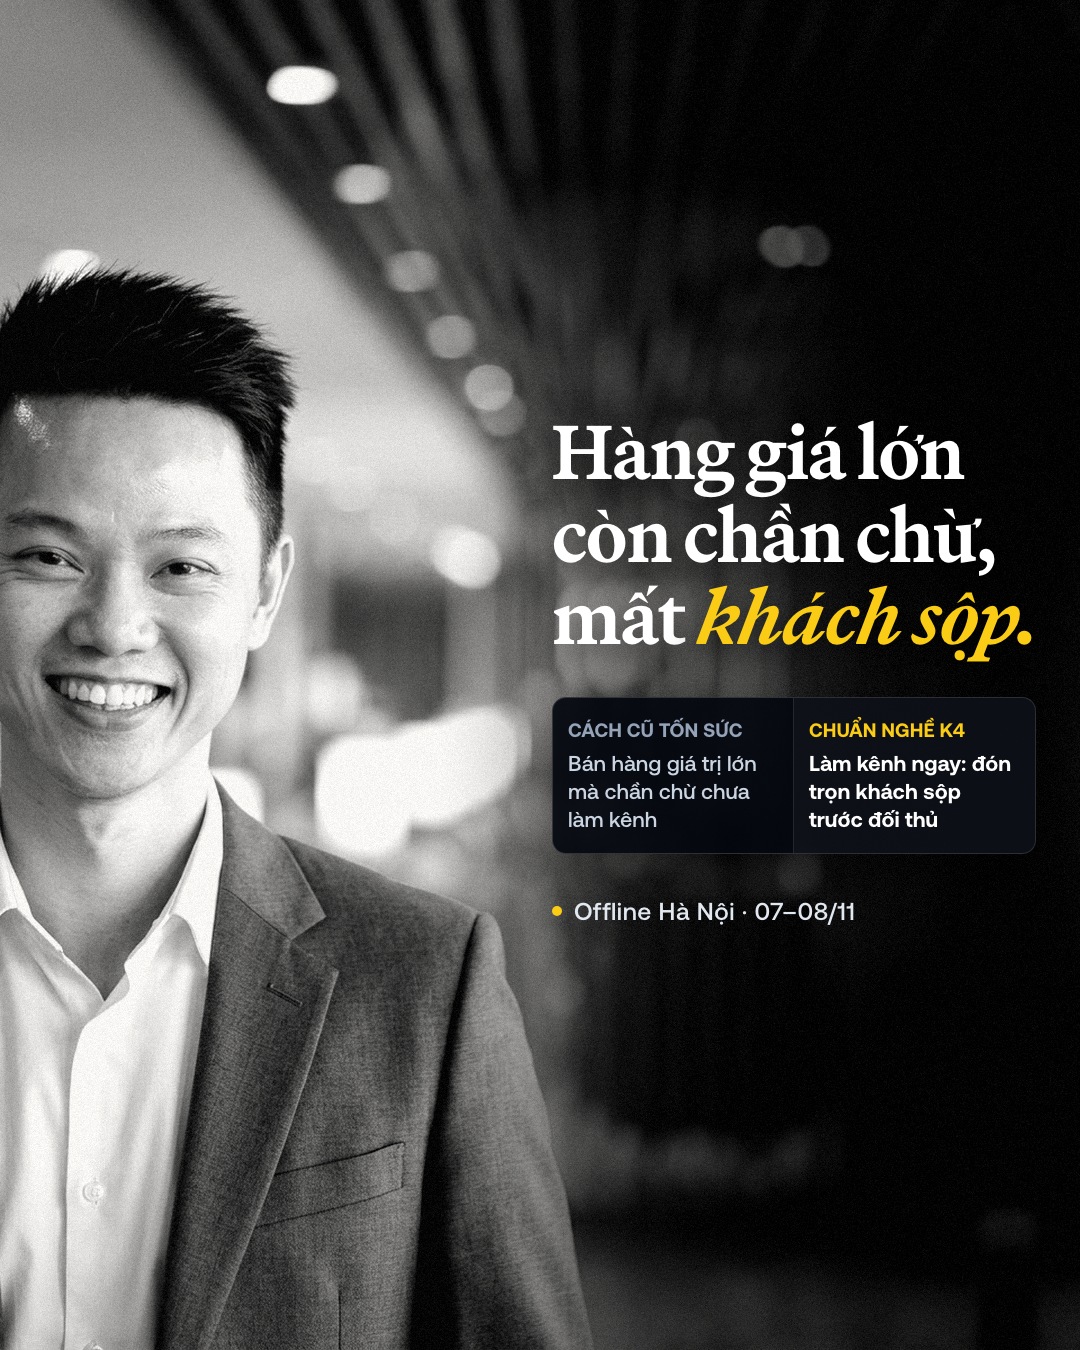 Hàng giá lớn
còn chần chừ,
mất khách sộp.
CÁCH CŨ TỐN SỨC
Bán hàng giá trị lớn
mà chần chừ chưa
làm kênh
CHUẨN NGHỀ K4
Làm kênh ngay: đón
trọn khách sộp
trước đối thủ
Offline Hà Nội · 07–08/11